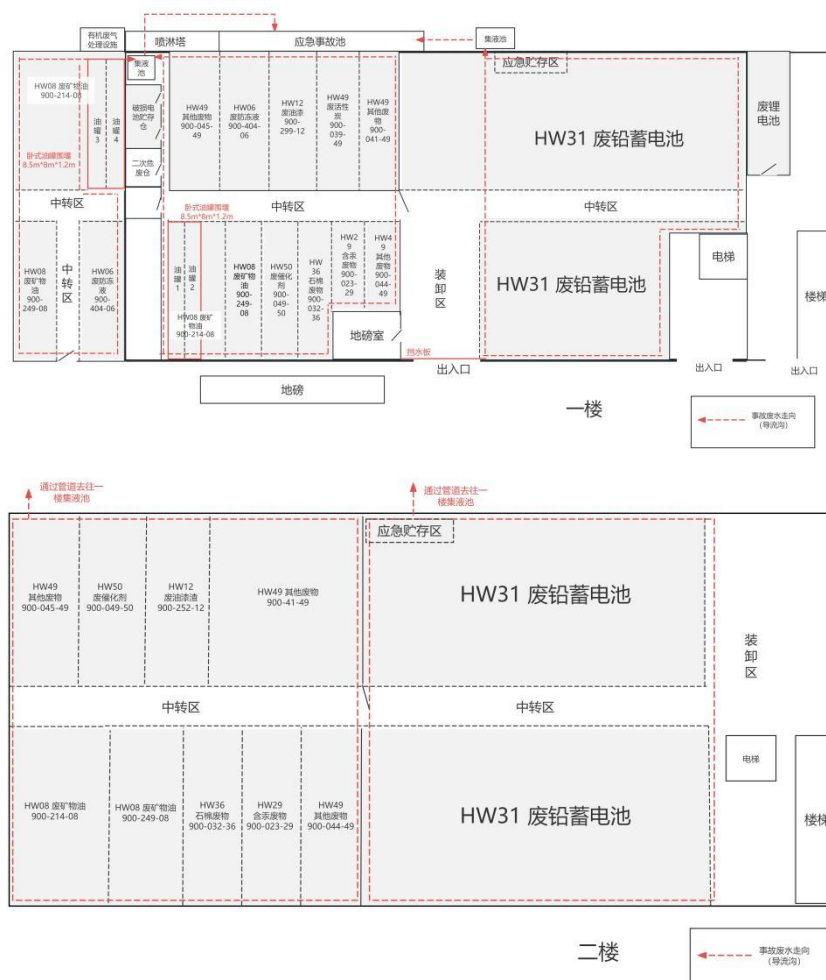 有机废气
处理设施
喷淋塔
应急事故池
集液池
HW08 废矿物油
900-214-08
油罐3
油罐4
集液
池
破损电
池贮存
仓
二次危
废仓
HW49
其他废物
900-045-
49
HW06
废防冻液
900-404-
06
HW12
废油漆
900-
299-12
HW49
废活性
炭
900-
039-
49
HW49
其他废
物
900-
041-49
应急贮存区
HW31 废铅蓄电池
废锂
电池
卧式油罐围堰
8.5m*8m*1.2m
中转区
卧式油罐围堰
8.5m*8m*1.2m
中转区
中转区
HW08
废矿物
油
900-
249-08
中转区
HW06
废防冻
液
900-
404-06
油罐1
油罐2
HW08 废矿
物油
900-214-08
HW08
废矿物
油
900-
249-
08
HW50
废催化
剂
900-
049-
50
HW
36
石棉
废物
900-
032-
36
HW2
9
含汞
废物
900-
023-
29
HW4
9
其他
废物
900-
044-
49
装卸区
HW31 废铅蓄电池
电梯
楼梯
地磅室
挡水板
出入口
出入口
出入口
地磅
一楼
事故废水走向
(导流沟)
通过管道去往一
楼集液池
通过管道去往一
楼集液池
HW49
其他废物
900-045-49
HW50
废催化剂
900-049-50
HW12
废油漆渣
900-252-12
HW49 其他废物
900-41-49
应急贮存区
HW31 废铅蓄电池
装卸区
中转区
中转区
HW08 废矿物油
900-214-08
HW08 废矿物油
900-249-08
HW36
石棉废物
900-032-36
HW29
含汞废物
900-023-29
HW49
其他废物
900-044-49
HW31 废铅蓄电池
电梯
楼梯
二楼
事故废水走向
(导流沟)